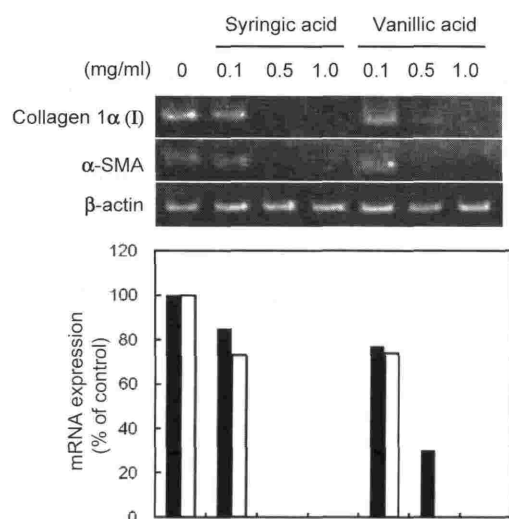 Syringic acid Vanillic acid
(mg/ml) 0 0.1 0.5 1.0 0.1 0.5 1.0
Collagen 1α (I)
α-SMA
β-actin
120
100
80
60
40
20
0
mRNA expression
(% of control)